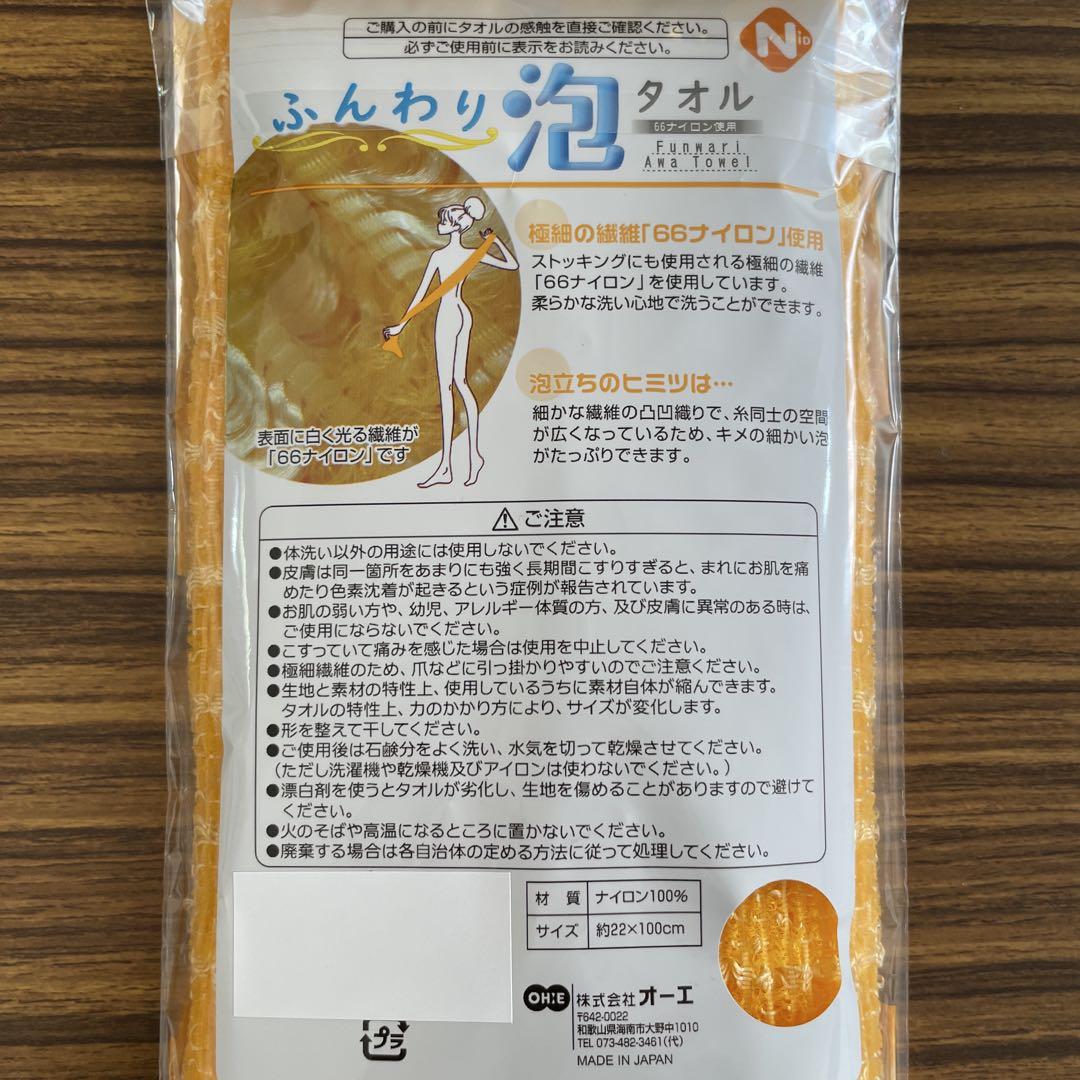 ご購入の前にタオルの感触を直接ご確認ください。
必ずご使用前に表示をお読みください。
NiD
ふんわり泡タオル
66ナイロン使用
Funwari
Awa Towel
極細の繊維「66ナイロン」使用
ストッキングにも使用される極細の繊維
「66ナイロン」を使用しています。
柔らかな洗い心地で洗うことができます。
泡立ちのヒミツは…
細かな繊維の凸凹織りで、糸同士の空間
が広くなっているため、キメの細かい泡
がたっぷりできます。
表面に白く光る繊維が
「66ナイロン」です
ご注意
●体洗い以外の用途には使用しないでください。
●皮膚は同一箇所をあまりにも強く長期間こすりすぎると、まれにお肌を痛
めたり色素沈着が起きるという症例が報告されています。
●お肌の弱い方や、幼児、アレルギー体質の方、及び皮膚に異常のある時は、
ご使用にならないでください。
●こすっていて痛みを感じた場合は使用を中止してください。
●極細繊維のため、爪などに引っ掛かりやすいのでご注意ください。
●生地と素材の特性上、使用しているうちに素材自体が縮んできます。
タオルの特性上、力のかかり方により、サイズが変化します。
●形を整えて干してください。
●ご使用後は石鹸分をよく洗い、水気を切って乾燥させてください。
(ただし洗濯機や乾燥機及びアイロンは使わないでください。)
●漂白剤を使うとタオルが劣化し、生地を傷めることがありますので避けて
ください。
●火のそばや高温になるところに置かないでください。
●廃棄する場合は各自治体の定める方法に従って処理してください。
材 質 ナイロン100%
サイズ 約22×100cm
プラ
OHE 株式会社オーエ
〒642-0022
和歌山県海南市大野中1010
TEL 073-482-3461(代)
MADE IN JAPAN